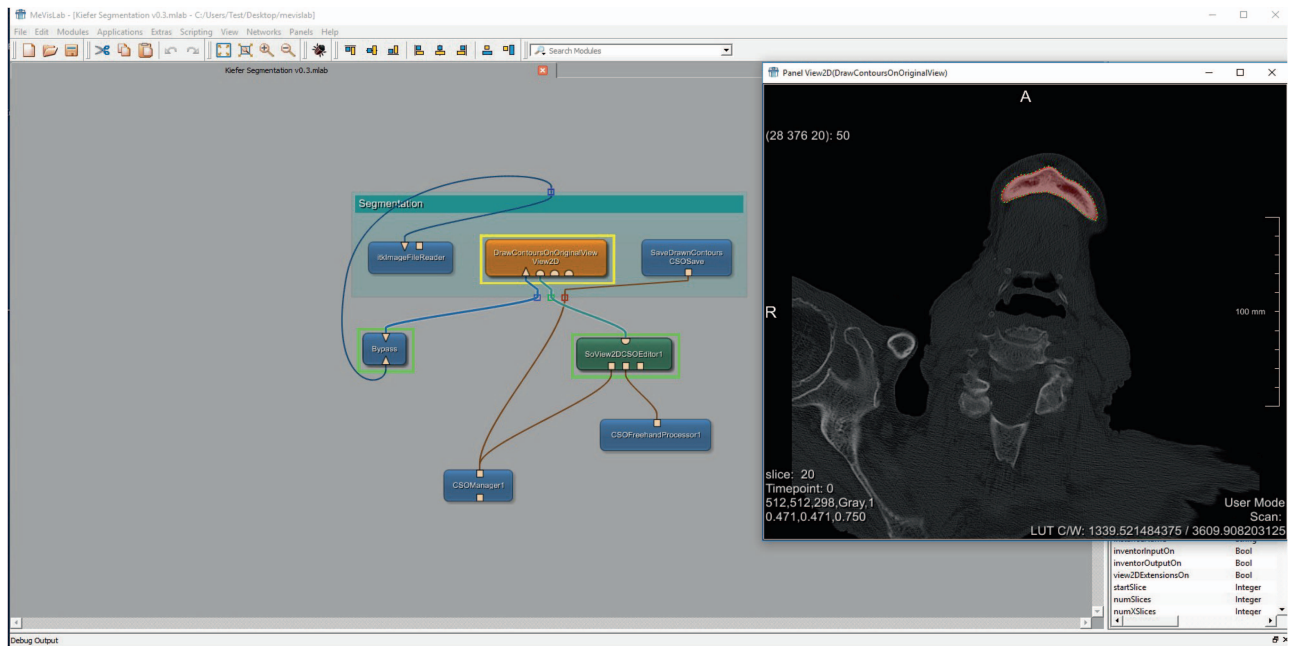 MeVisLab - [Kiefer Segmentation v0.3.mlab - C:/Users/Test/Desktop/mevislab]
File Edit Modules Applications Extras Scripting View Networks Panels Help
Search Modules
Kiefer Segmentation v0.3.mlab
Panel View2D(DrawContoursOnOriginalView)
A
(28 376 20): 50
Segmentation
itkImageFileReader
DrawContoursOnOriginalView
View2D
SaveDrawnContours
CSOSave
R
100 mm
Bypass
SoView2DCSOEditor1
CSOFreehandProcessor1
CSOManager1
slice: 20
Timepoint: 0
512,512,298,Gray,1
0.471,0.471,0.750
User Mode
Scan:
LUT C/W: 1339.521484375 / 3609.908203125
inventorInputOn Bool
inventorOutputOn Bool
view2DExtensionsOn Bool
startSlice Integer
numSlices Integer
numXSlices Integer
Debug Output